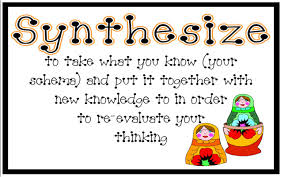 Synthesize
to take what you know (your
schema) and put it together with
new knowledge to in order
to re-evaluate your
thinking